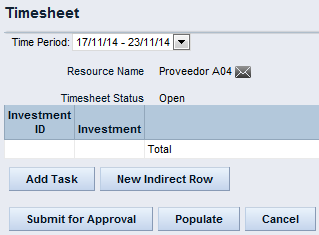 Timesheet
Time Period: 17/11/14 - 23/11/14
Resource Name Proveedor A04
Timesheet Status Open
Investment ID Investment
Total
Add Task New Indirect Row
Submit for Approval Populate Cancel